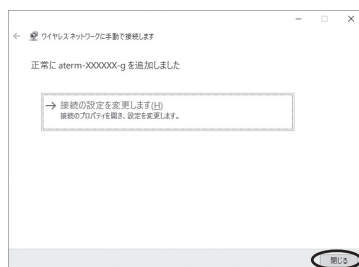 ワイヤレス ネットワークに手動で接続します
正常に aterm-XXXXXX-g を追加しました
→ 接続の設定を変更します(H)
接続のプロパティを開き、設定を変更します。
閉じる